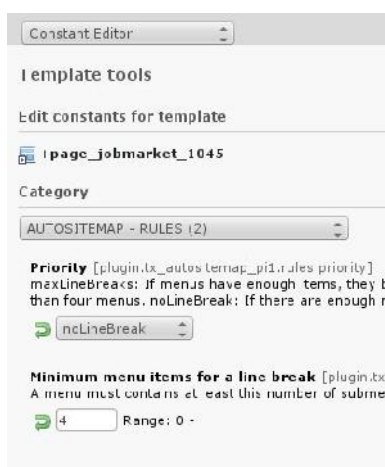 Constant Editor
Template tools
Edit constants for template
+page_jobmarket_1045
Category
AUTOSITEMAP - RULES (2)
Priority [plugin.tx_autositemap_pi1.rules.priority]
maxLineBreaks: If menus have enough items, they b
than four menus. noLineBreak: If there are enough
noLineBreak
Minimum menu items for a line break [plugin.tx
A menu must contains at least this number of subme
4 Range: 0 -